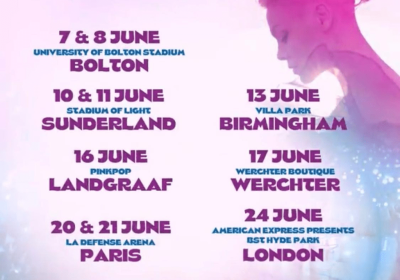 7 & 8 JUNE
UNIVERSITY OF BOLTON STADIUM
BOLTON
10 & 11 JUNE
STADIUM OF LIGHT
SUNDERLAND
13 JUNE
VILLA PARK
BIRMINGHAM
16 JUNE
PINKPOP
LANDGRAAF
17 JUNE
WERCHTER BOUTIQUE
WERCHTER
20 & 21 JUNE
LA DEFENSE ARENA
PARIS
24 JUNE
AMERICAN EXPRESS PRESENTS
BST HYDE PARK
LONDON